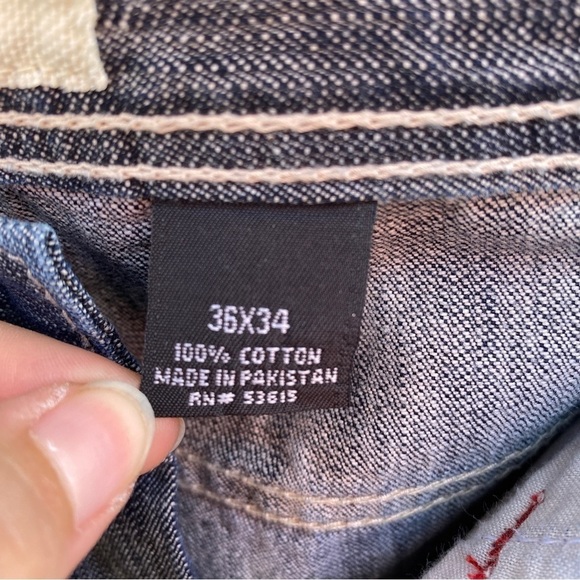 36X34
100% COTTON
MADE IN PAKISTAN
RN# 53615